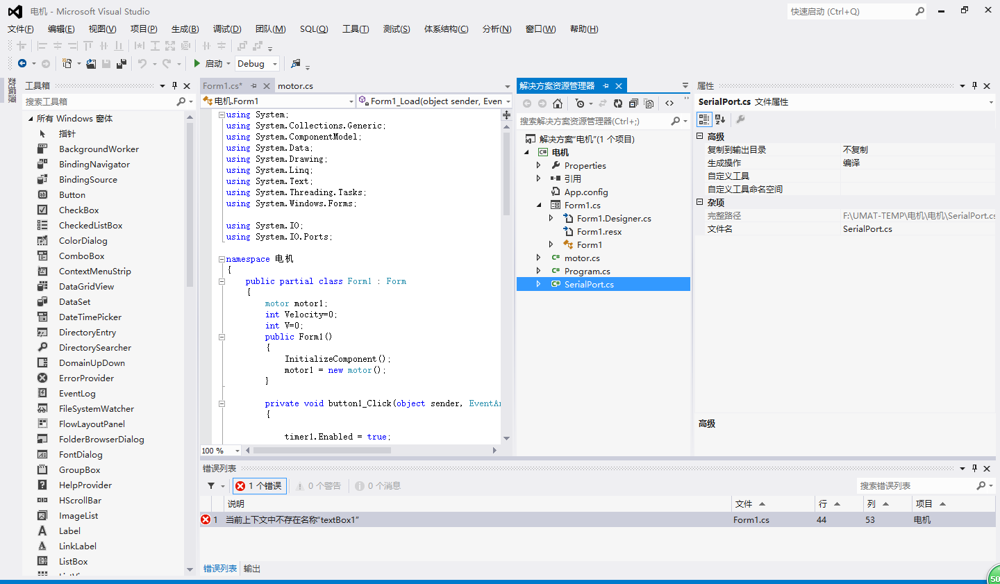 电机 - Microsoft Visual Studio
快速启动 (Ctrl+Q)
文件(F) 编辑(E) 视图(V) 项目(P) 生成(B) 调试(D) 团队(M) SQL(Q) 工具(T) 测试(S) 体系结构(C) 分析(N) 窗口(W) 帮助(H)
启动 Debug
数据源
工具箱
搜索工具箱
所有 Windows 窗体
指针
BackgroundWorker
BindingNavigator
BindingSource
Button
CheckBox
CheckedListBox
ColorDialog
ComboBox
ContextMenuStrip
DataGridView
DataSet
DateTimePicker
DirectoryEntry
DirectorySearcher
DomainUpDown
ErrorProvider
EventLog
FileSystemWatcher
FlowLayoutPanel
FolderBrowserDialog
FontDialog
GroupBox
HelpProvider
HScrollBar
ImageList
Label
LinkLabel
ListBox
Form1.cs* motor.cs
电机.Form1 Form1_Load(object sender, Even
using System;
using System.Collections.Generic;
using System.ComponentModel;
using System.Data;
using System.Drawing;
using System.Linq;
using System.Text;
using System.Threading.Tasks;
using System.Windows.Forms;
using System.IO;
using System.IO.Ports;
namespace 电机
{
public partial class Form1 : Form
{
motor motor1;
int Velocity=0;
int V=0;
public Form1()
{
InitializeComponent();
motor1 = new motor();
}
private void button1_Click(object sender, EventAr
{
timer1.Enabled = true;
100 %
解决方案资源管理器
搜索解决方案资源管理器(Ctrl+;)
解决方案“电机”(1 个项目)
电机
Properties
引用
App.config
Form1.cs
Form1.Designer.cs
Form1.resx
Form1
motor.cs
Program.cs
SerialPort.cs
属性
SerialPort.cs 文件属性
高级
复制到输出目录 不复制
生成操作 编译
自定义工具
自定义工具命名空间
杂项
完整路径 F:\UMAT-TEMP\电机\电机\SerialPort.cs
文件名 SerialPort.cs
高级
错误列表
1 个错误 0 个警告 0 个消息
搜索错误列表
说明 文件 行 列 项目
1 当前上下文中不存在名称“textBox1” Form1.cs 44 53 电机
错误列表 输出
50